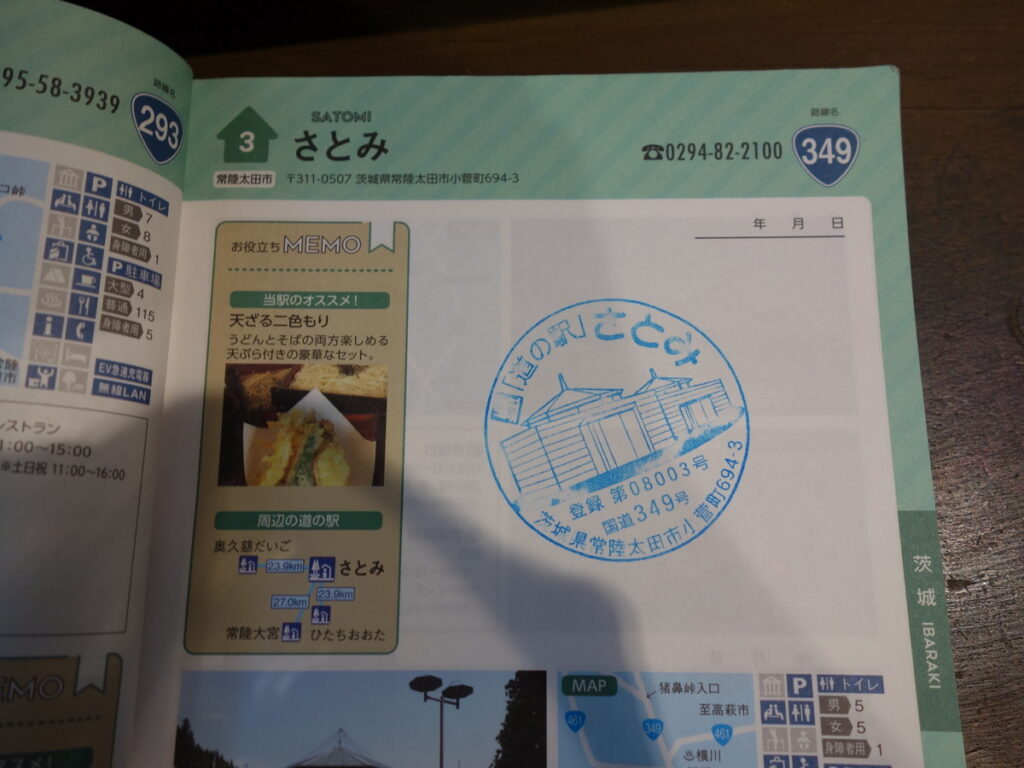 95-58-3939
路線名
293
口峠
P
トイレ
男 7
女 8
身障者用 1
P 駐車場
大型 4
普通 115
身障者用 5
EV急速充電器
無線LAN
レストラン
1:00〜15:00
※土日祝 11:00〜16:00
EMO
3
SATOMI
さとみ
☎0294-82-2100
路線名
349
常陸太田市
〒311-0507 茨城県常陸太田市小菅町694-3
年 月 日
お役立ち MEMO
当駅のオススメ!
天ざる二色もり
うどんとそばの両方楽しめる
天ぷら付きの豪華なセット。
周辺の道の駅
奥久慈だいご
23.9km
さとみ
27.0km
23.9km
常陸大宮
ひたちおおた
「道の駅」さとみ
登録 第08003号
国道349号
茨城県常陸太田市小菅町694-3
茨城 IBARAKI
MAP
猪鼻峠入口
至高萩市
461
349
461
横川
P
トイレ
男 5
女 5
身障者用 1